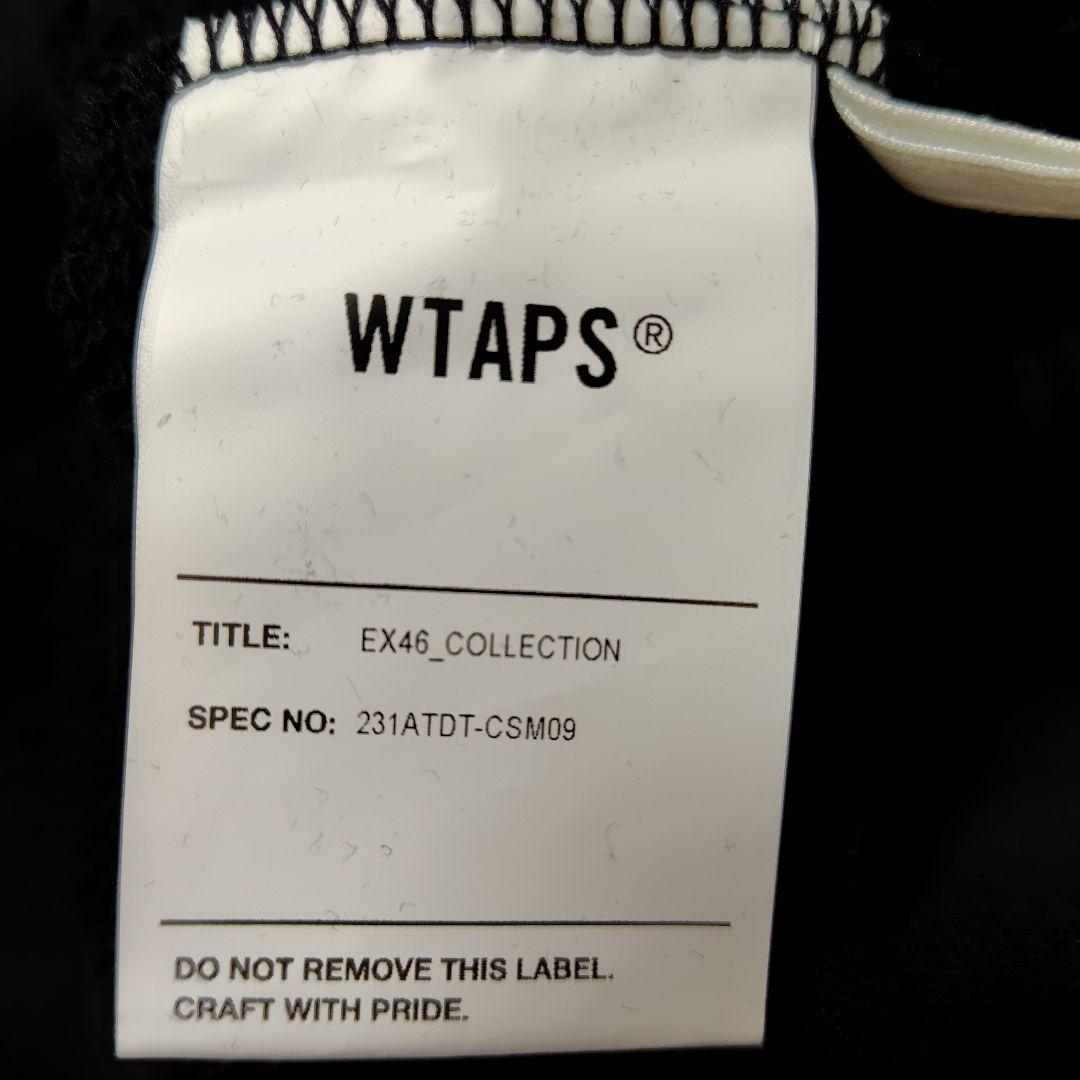 WTAPS®
TITLE: EX46_COLLECTION
SPEC NO: 231ATDT-CSM09
DO NOT REMOVE THIS LABEL.
CRAFT WITH PRIDE.